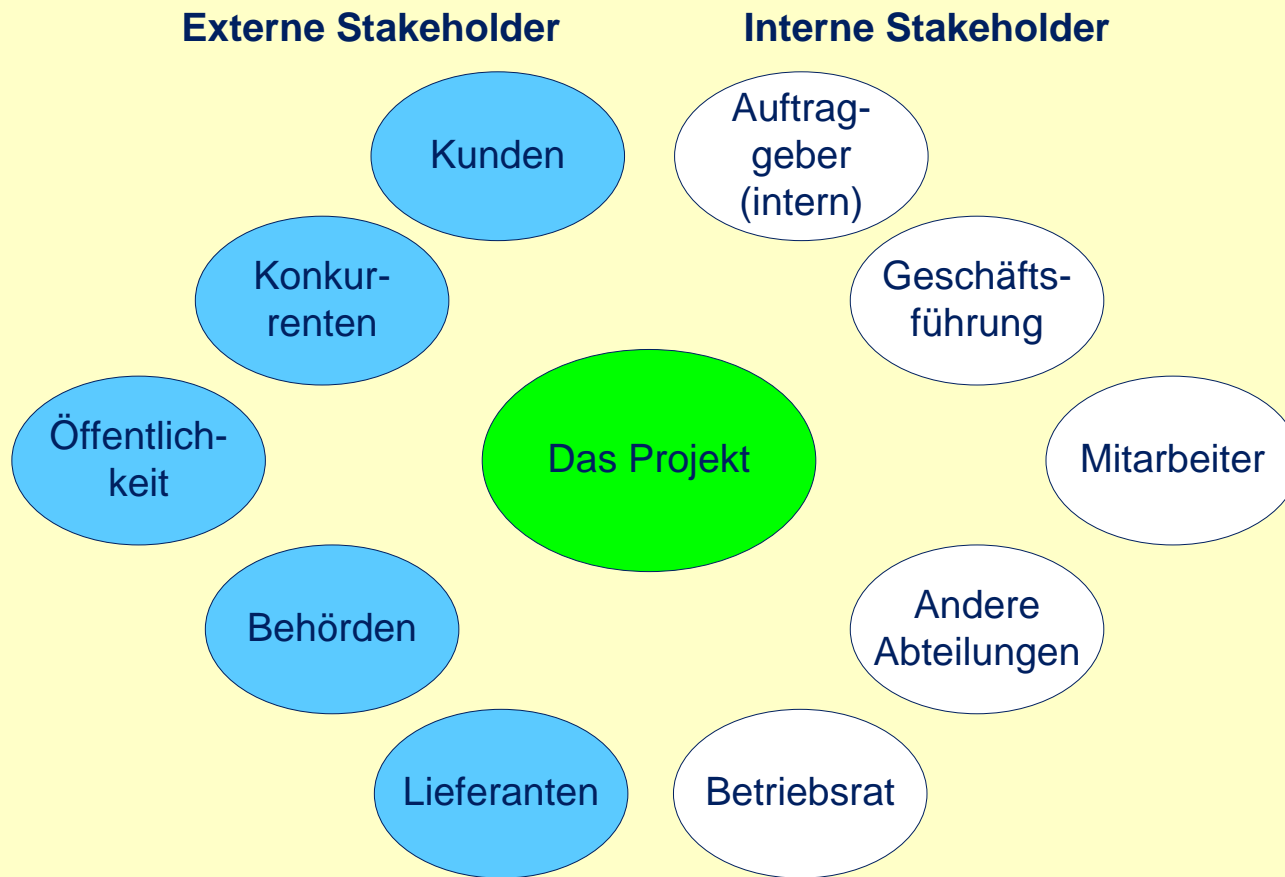 Externe Stakeholder
Interne Stakeholder
Kunden
Auftrag-
geber
(intern)
Konkur-
renten
Geschäfts-
führung
Öffentlich-
keit
Das Projekt
Mitarbeiter
Behörden
Andere
Abteilungen
Lieferanten
Betriebsrat